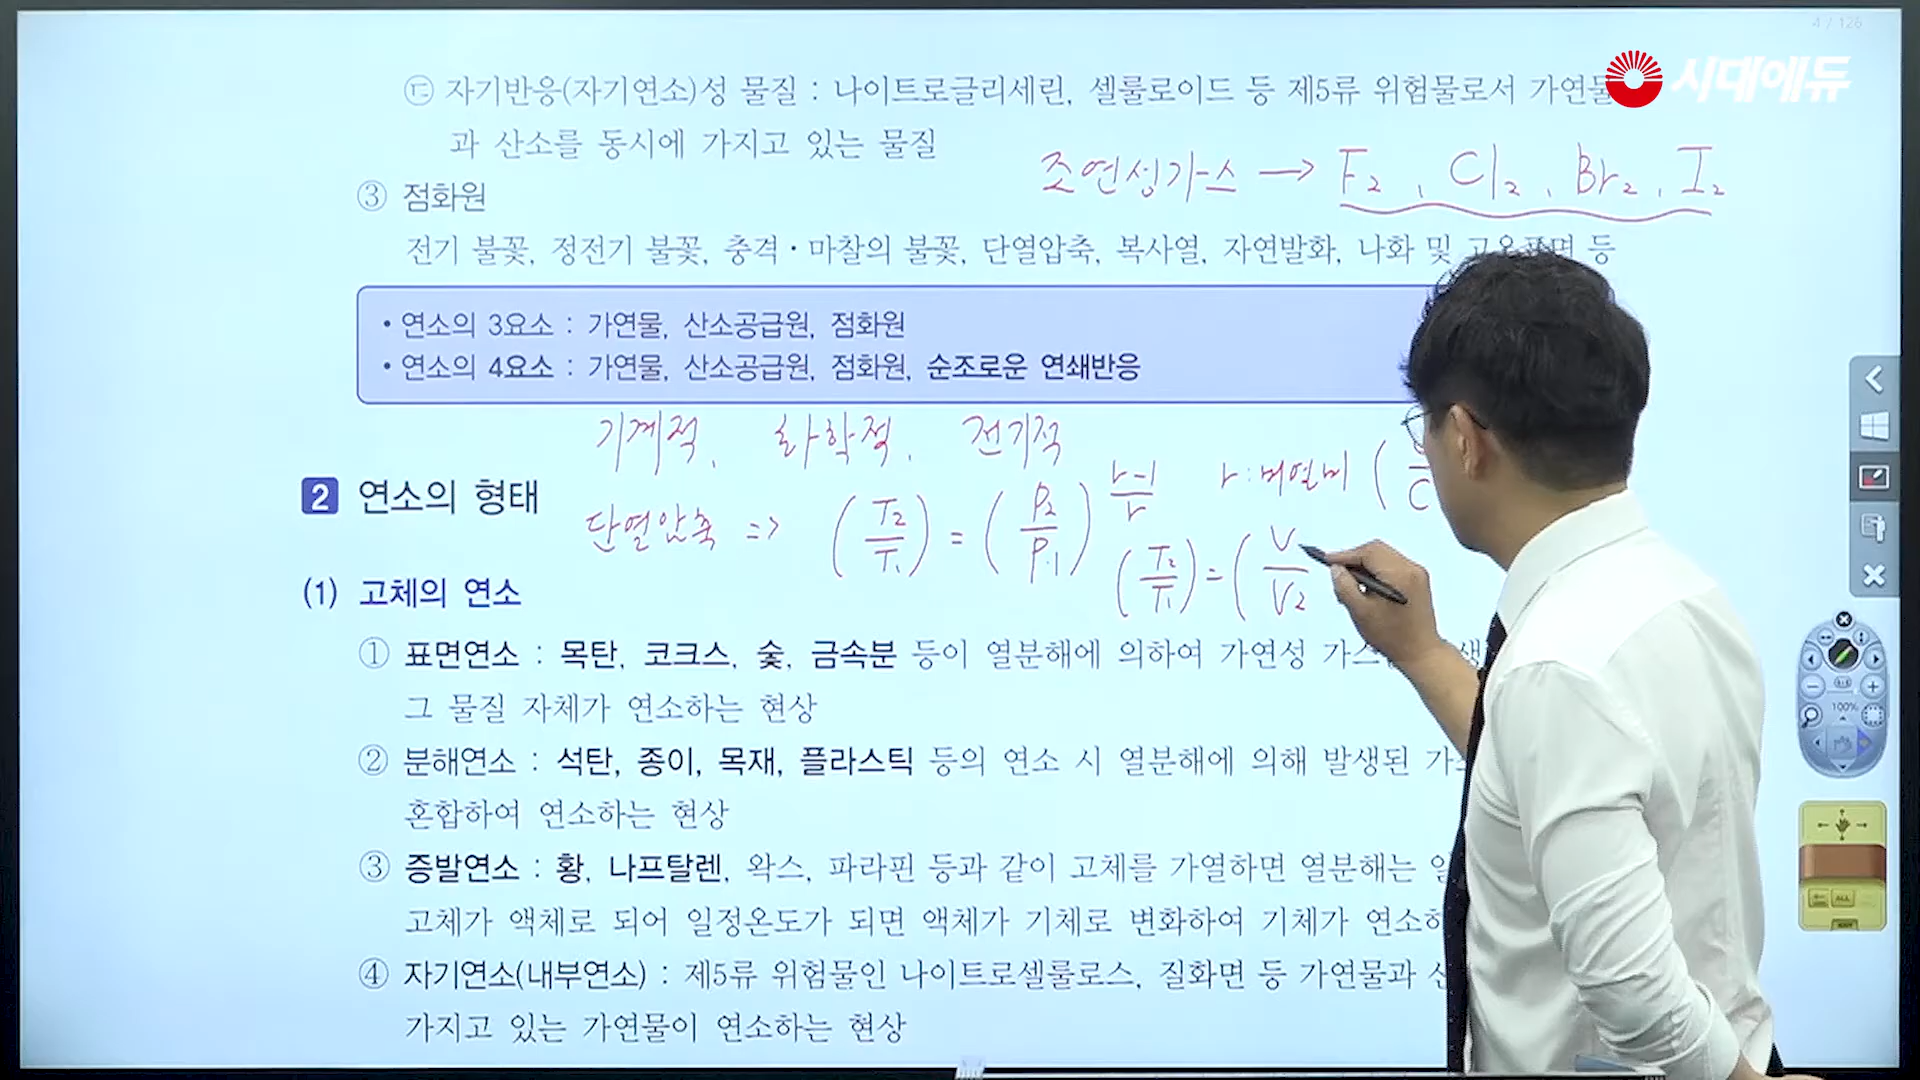 4 / 126
시대에듀
㉢ 자기반응(자기연소)성 물질 : 나이트로글리세린, 셀룰로이드 등 제5류 위험물로서 가연물
과 산소를 동시에 가지고 있는 물질
조연성가스 → F₂, Cl₂, Br₂, I₂
③ 점화원
전기 불꽃, 정전기 불꽃, 충격·마찰의 불꽃, 단열압축, 복사열, 자연발화, 나화 및 고온표면 등
• 연소의 3요소 : 가연물, 산소공급원, 점화원
• 연소의 4요소 : 가연물, 산소공급원, 점화원, 순조로운 연쇄반응
기계적, 화학적, 전기적
r : 비열비 ( C
2 연소의 형태
단열압축 => (T₂/T₁) = (P₂/P₁) r-1/r
(T₂/T₁) = (V/V₂
(1) 고체의 연소
① 표면연소 : 목탄, 코크스, 숯, 금속분 등이 열분해에 의하여 가연성
그 물질 자체가 연소하는 현상
② 분해연소 : 석탄, 종이, 목재, 플라스틱 등의 연소 시 열분해에 의해 발생된
혼합하여 연소하는 현상
③ 증발연소 : 황, 나프탈렌, 왁스, 파라핀 등과 같이 고체를 가열하면 열분해는
고체가 액체로 되어 일정온도가 되면 액체가 기체로 변화하여 기체가
④ 자기연소(내부연소) : 제5류 위험물인 나이트로셀룰로스, 질화면 등 가연물과
가지고 있는 가연물이 연소하는 현상
100%